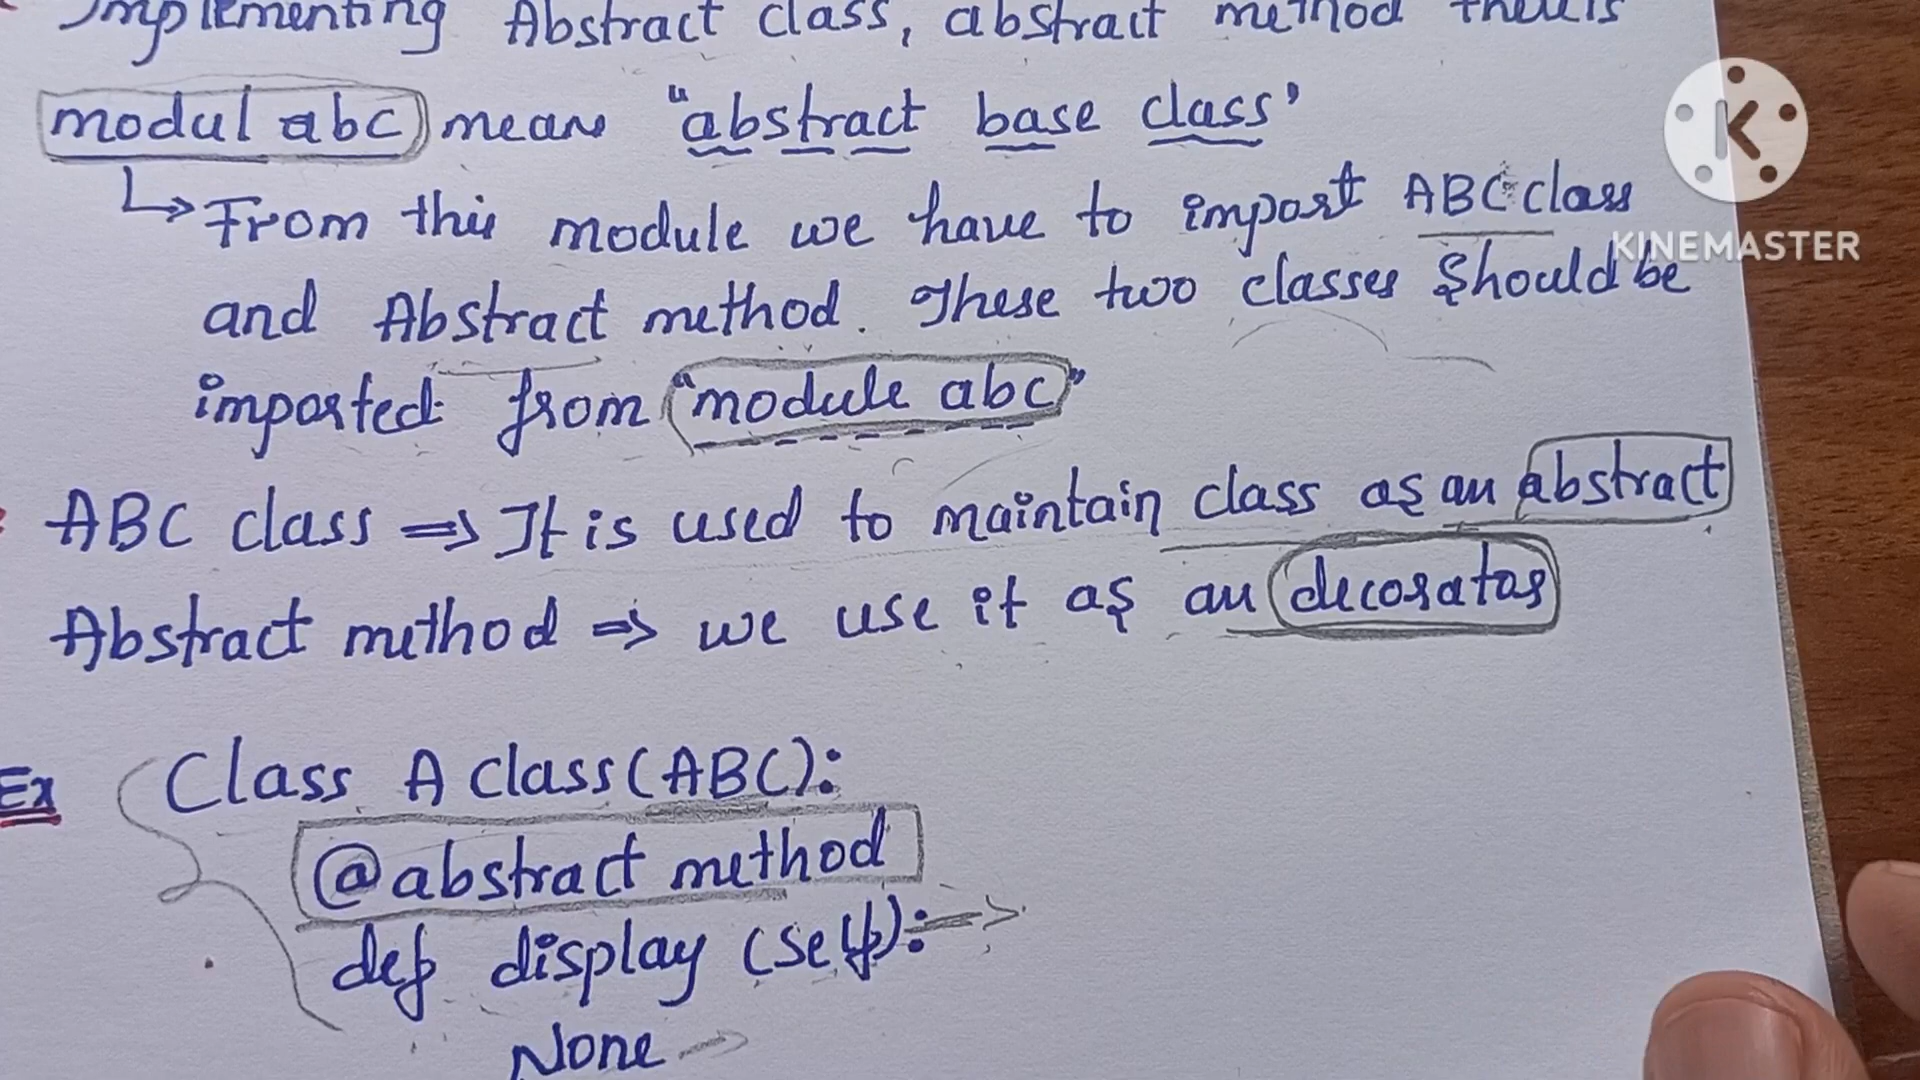 Implementing Abstract class, abstract method there is
modul abc means "abstract base class"
From this module we have to import ABC class
KINEMASTER
and Abstract method. These two classes should be
imported from "module abc"
ABC class ⇒ It is used to maintain class as an abstract
Abstract method ⇒ we use it as an decorator
Ex Class A class(ABC):
@abstract method
def display (self):
None